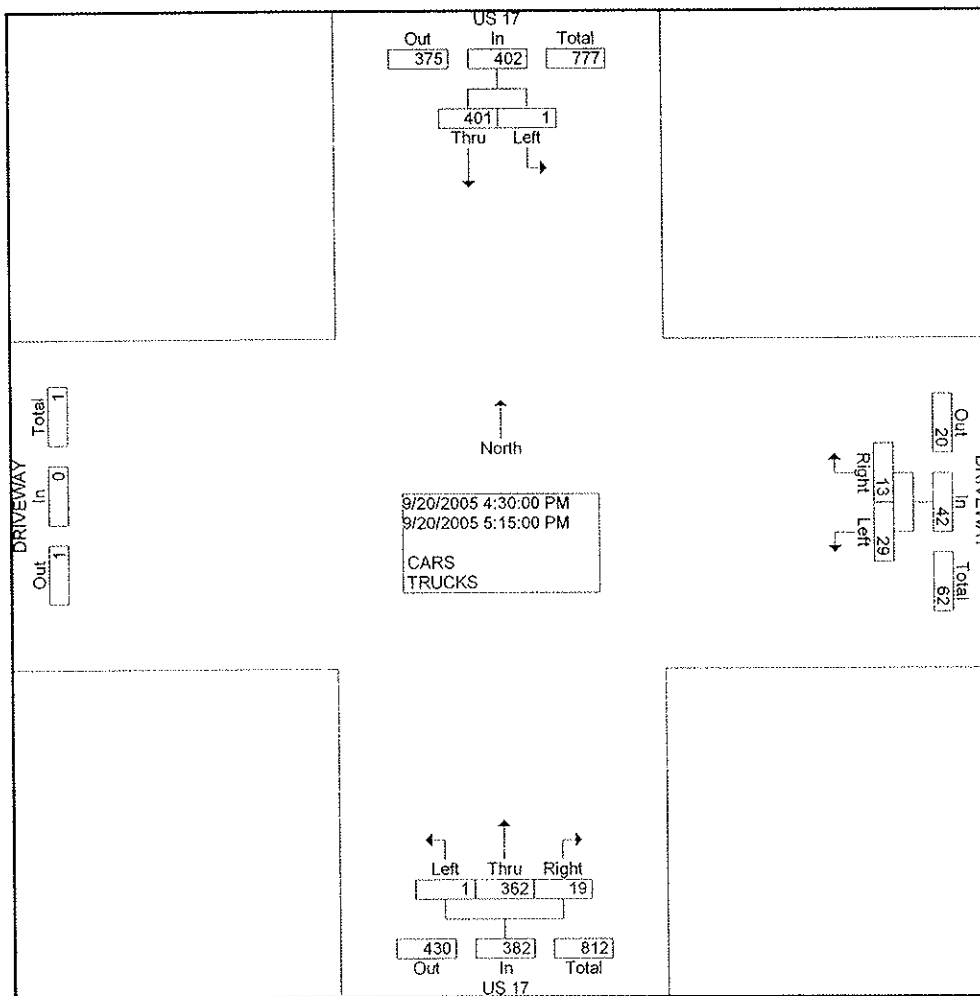 US 17
Out In Total
375 402 777
401 1
Thru Left
DRIVEWAY
Total In Out
1 0 1
North
9/20/2005 4:30:00 PM
9/20/2005 5:15:00 PM
CARS
TRUCKS
Right Left
13 29
Out In Total
20 42 62
DRIVEWAY
Left Thru Right
1 362 19
430 382 812
Out In Total
US 17